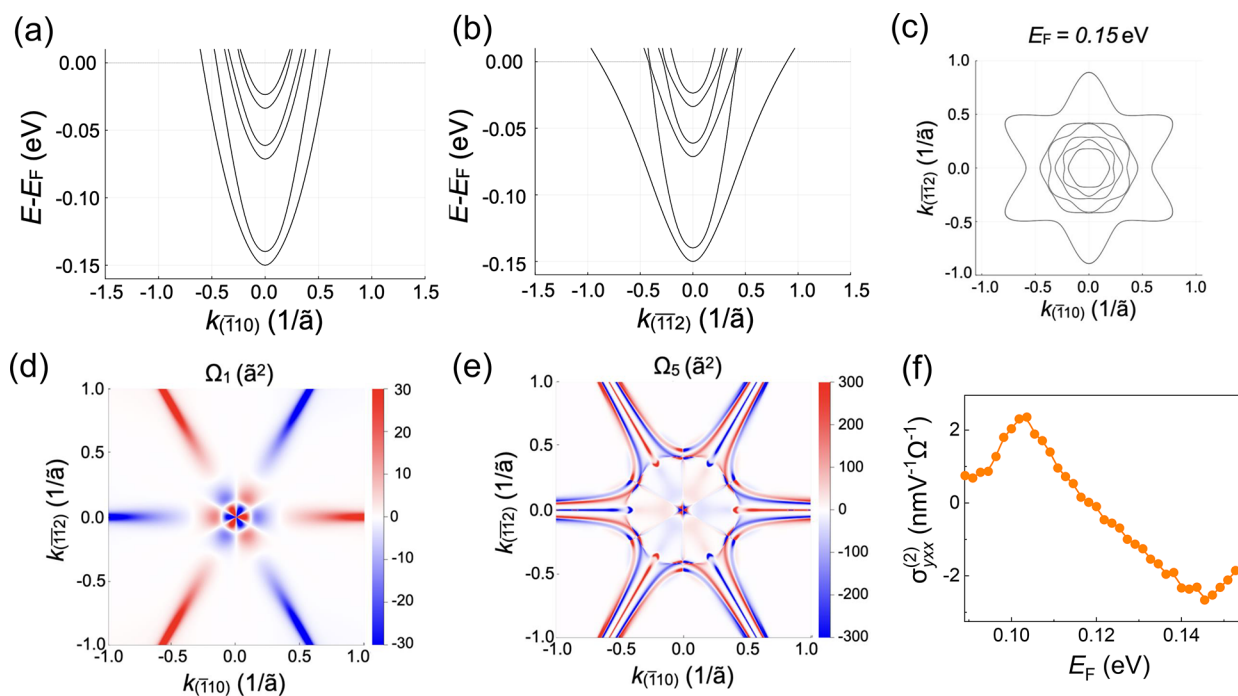 (a)
0.00
-0.05
-0.10
-0.15
E-E_F (eV)
-1.5 -1.0 -0.5 0.0 0.5 1.0 1.5
k_(1̄10) (1/ã)
(b)
0.00
-0.05
-0.10
-0.15
E-E_F (eV)
-1.5 -1.0 -0.5 0.0 0.5 1.0 1.5
k_(1̄1̄2) (1/ã)
(c)
E_F = 0.15 eV
1.0
0.5
0.0
-0.5
-1.0
k_(1̄1̄2) (1/ã)
-1.0 -0.5 0.0 0.5 1.0
k_(1̄10) (1/ã)
(d)
Ω₁ (ã²)
1.0
0.5
0.0
-0.5
-1.0
k_(1̄1̄2) (1/ã)
-1.0 -0.5 0.0 0.5 1.0
k_(1̄10) (1/ã)
30
20
10
0
-10
-20
-30
(e)
Ω₅ (ã²)
1.0
0.5
0.0
-0.5
-1.0
k_(1̄1̄2) (1/ã)
-1.0 -0.5 0.0 0.5 1.0
k_(1̄10) (1/ã)
300
200
100
0
-100
-200
-300
(f)
2
0
-2
σ_yxx^(2) (nmV⁻¹Ω⁻¹)
0.10 0.12 0.14
E_F (eV)